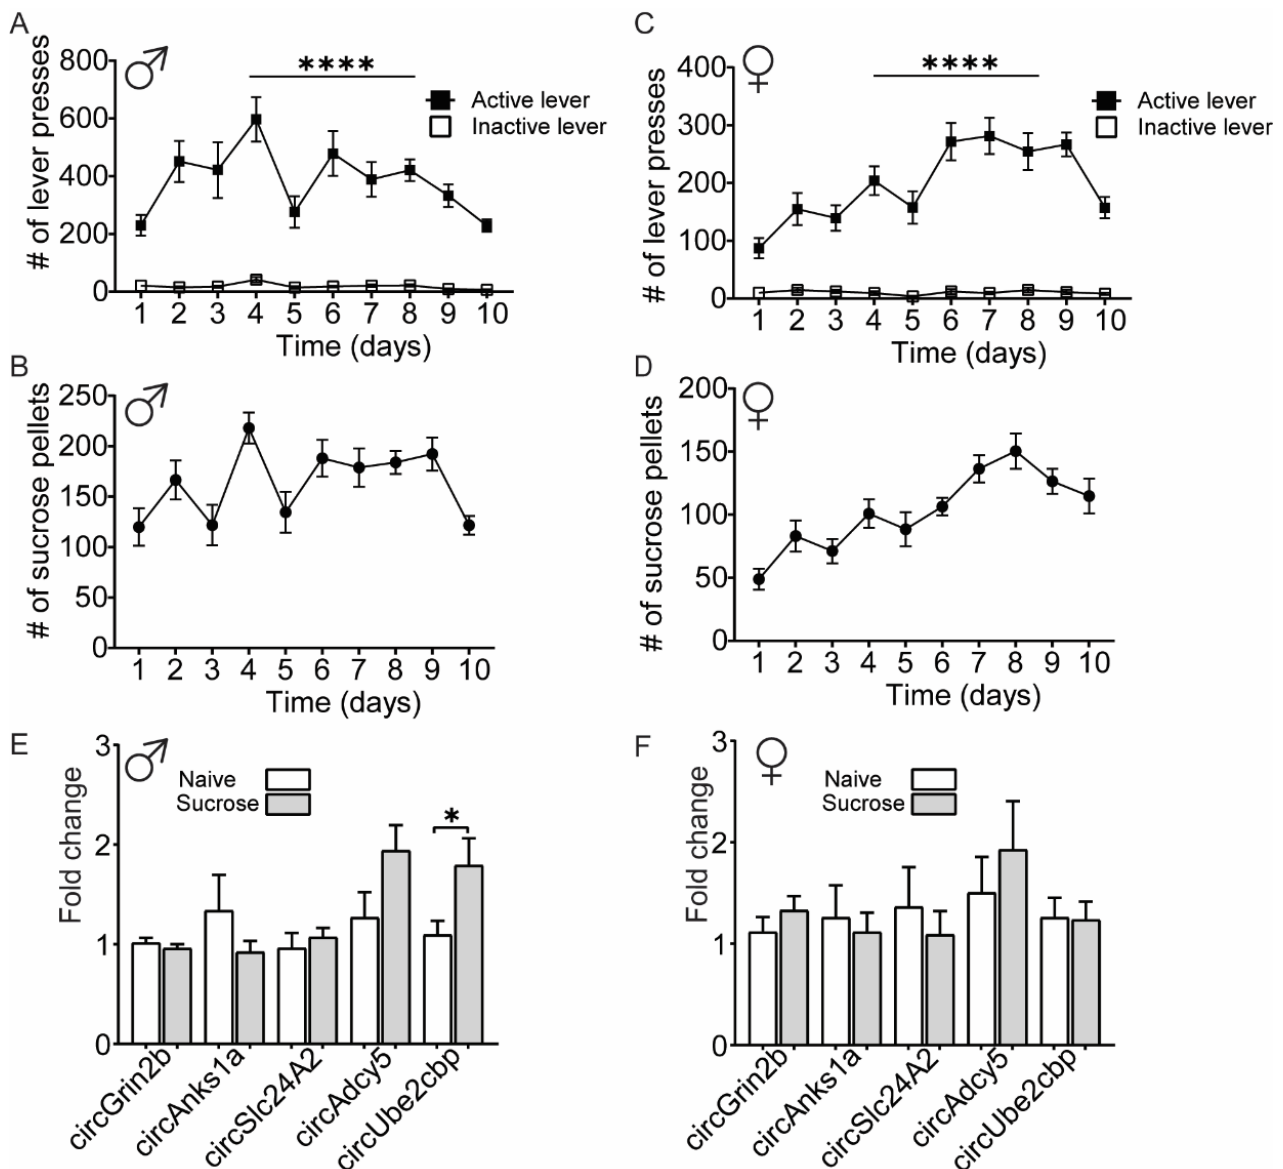 A
# of lever presses
800
600
400
200
0
****
Active lever
Inactive lever
1 2 3 4 5 6 7 8 9 10
Time (days)
C
# of lever presses
400
300
200
100
0
****
Active lever
Inactive lever
1 2 3 4 5 6 7 8 9 10
Time (days)
B
# of sucrose pellets
250
200
150
100
50
0
1 2 3 4 5 6 7 8 9 10
Time (days)
D
# of sucrose pellets
200
150
100
50
0
1 2 3 4 5 6 7 8 9 10
Time (days)
E
Fold change
3
2
1
0
Naive
Sucrose
*
circGrin2b
circAnks1a
circSlc24A2
circAdcy5
circUbe2cbp
F
Fold change
3
2
1
0
Naive
Sucrose
circGrin2b
circAnks1a
circSlc24A2
circAdcy5
circUbe2cbp